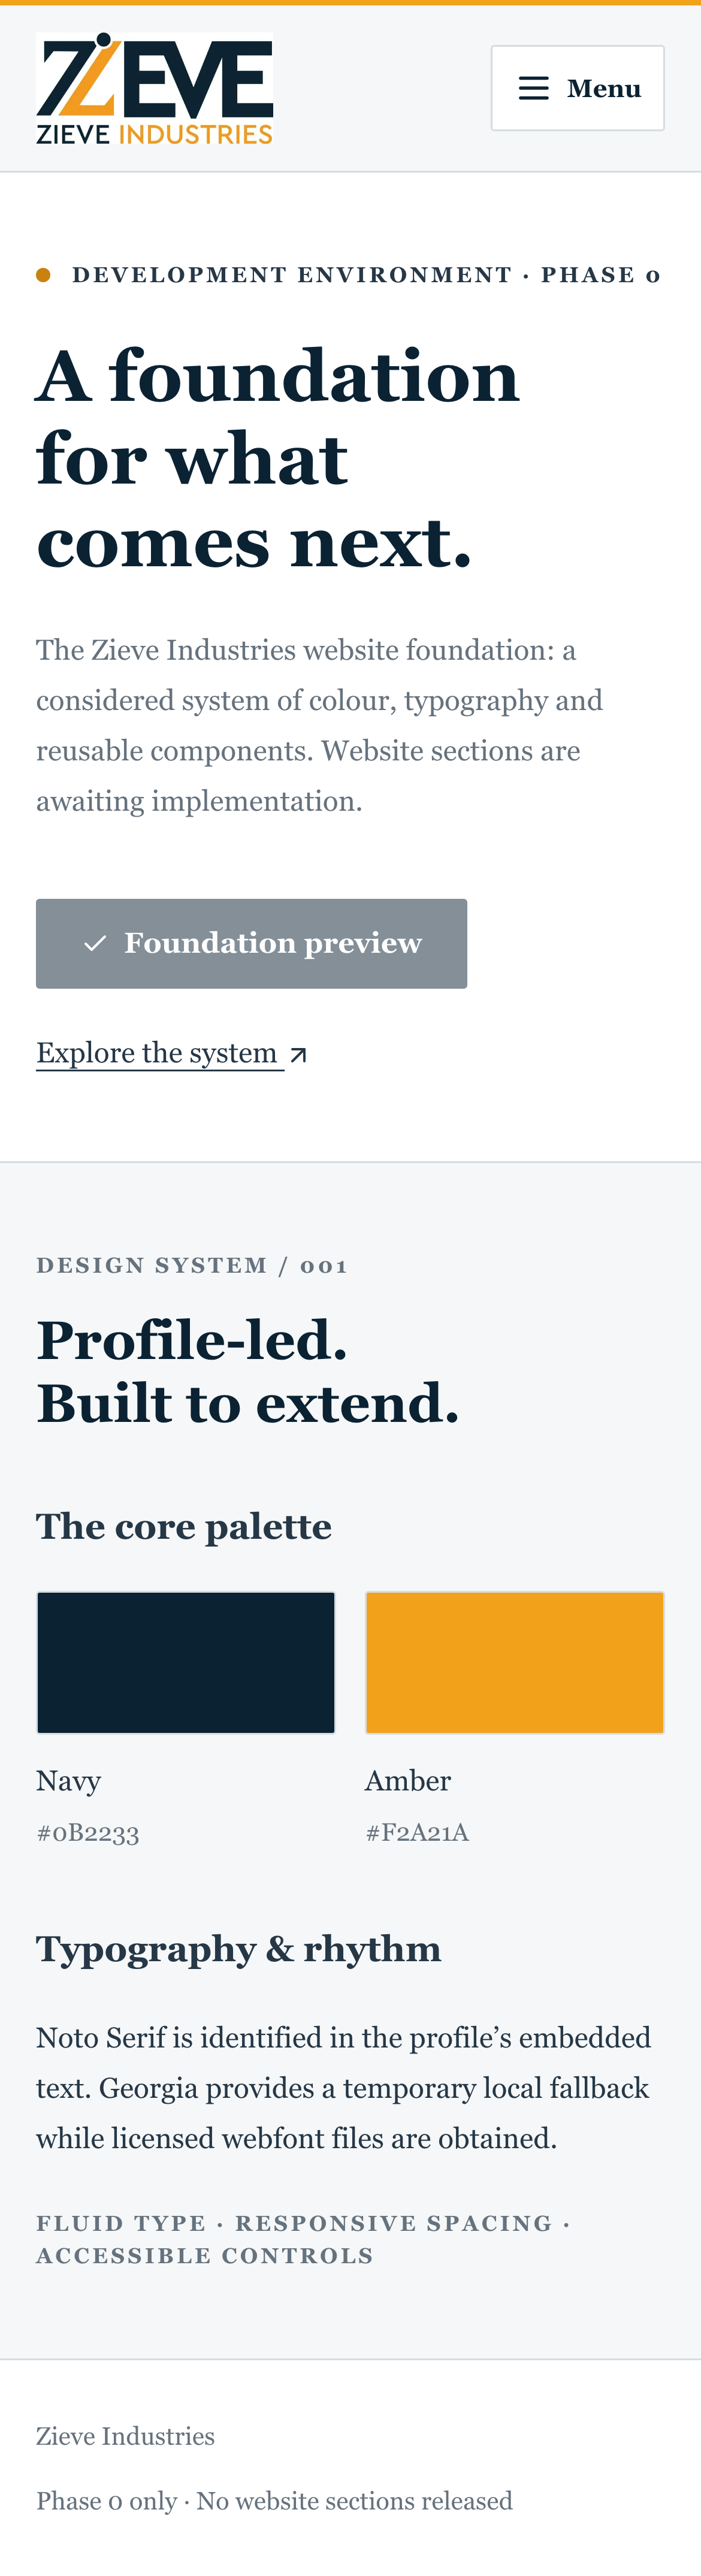 ZIEVE
ZIEVE INDUSTRIES
Menu
DEVELOPMENT ENVIRONMENT · PHASE 0
A foundation
for what
comes next.
The Zieve Industries website foundation: a
considered system of colour, typography and
reusable components. Website sections are
awaiting implementation.
Foundation preview
Explore the system ↗
DESIGN SYSTEM / 001
Profile-led.
Built to extend.
The core palette
Navy
Amber
#0B2233
#F2A21A
Typography & rhythm
Noto Serif is identified in the profile’s embedded
text. Georgia provides a temporary local fallback
while licensed webfont files are obtained.
FLUID TYPE · RESPONSIVE SPACING ·
ACCESSIBLE CONTROLS
Zieve Industries
Phase 0 only · No website sections released